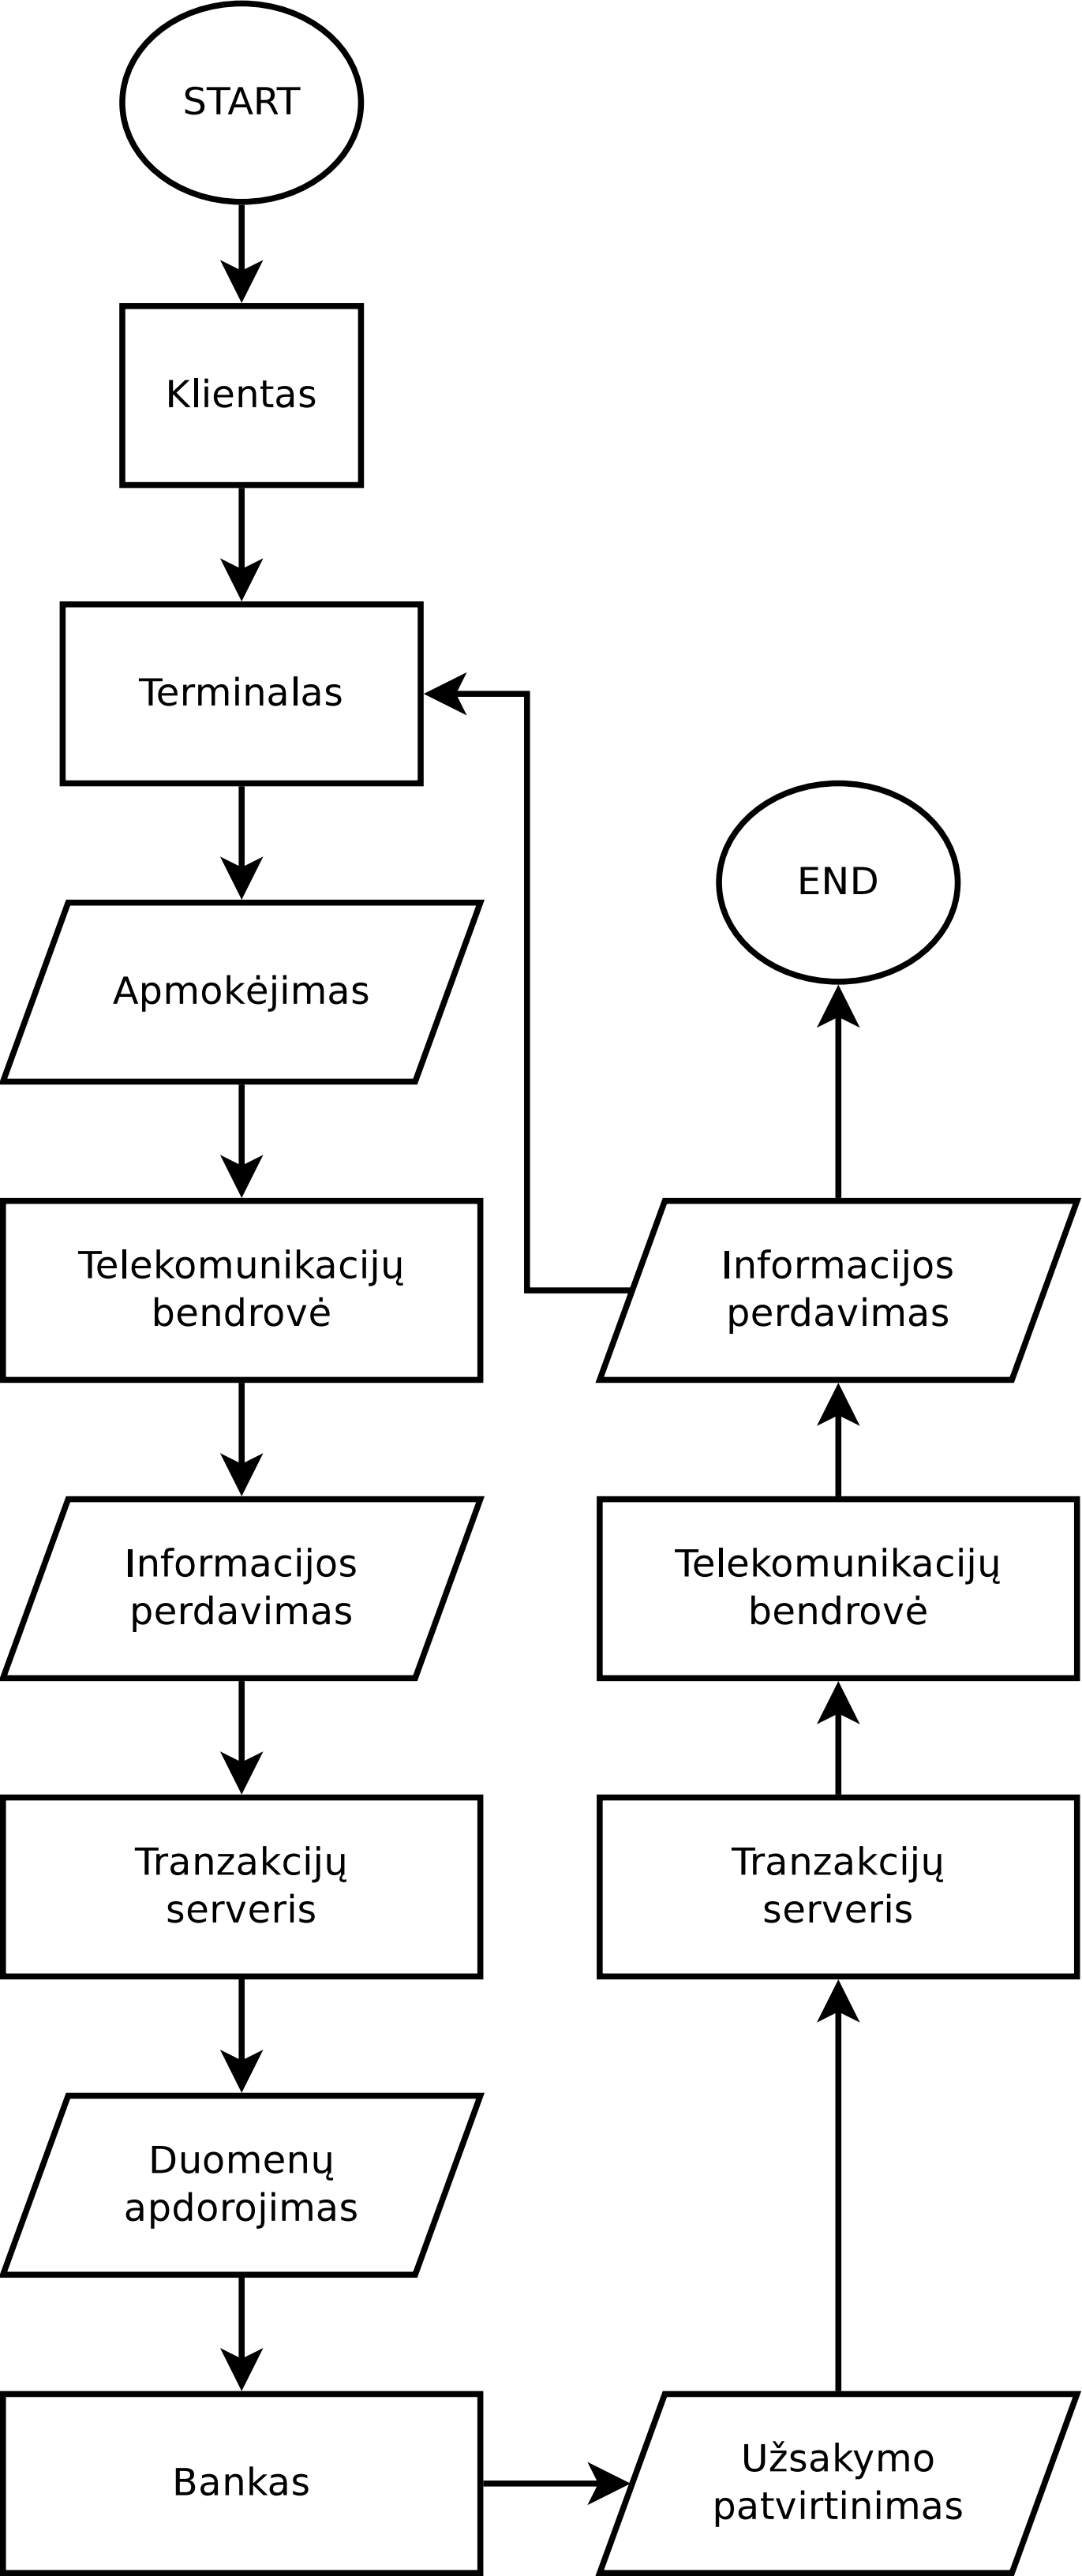 START
Klientas
Terminalas
Apmokėjimas
Telekomunikacijų
bendrovė
Informacijos
perdavimas
Tranzakcijų
serveris
Duomenų
apdorojimas
Bankas
Užsakymo
patvirtinimas
Tranzakcijų
serveris
Telekomunikacijų
bendrovė
Informacijos
perdavimas
END